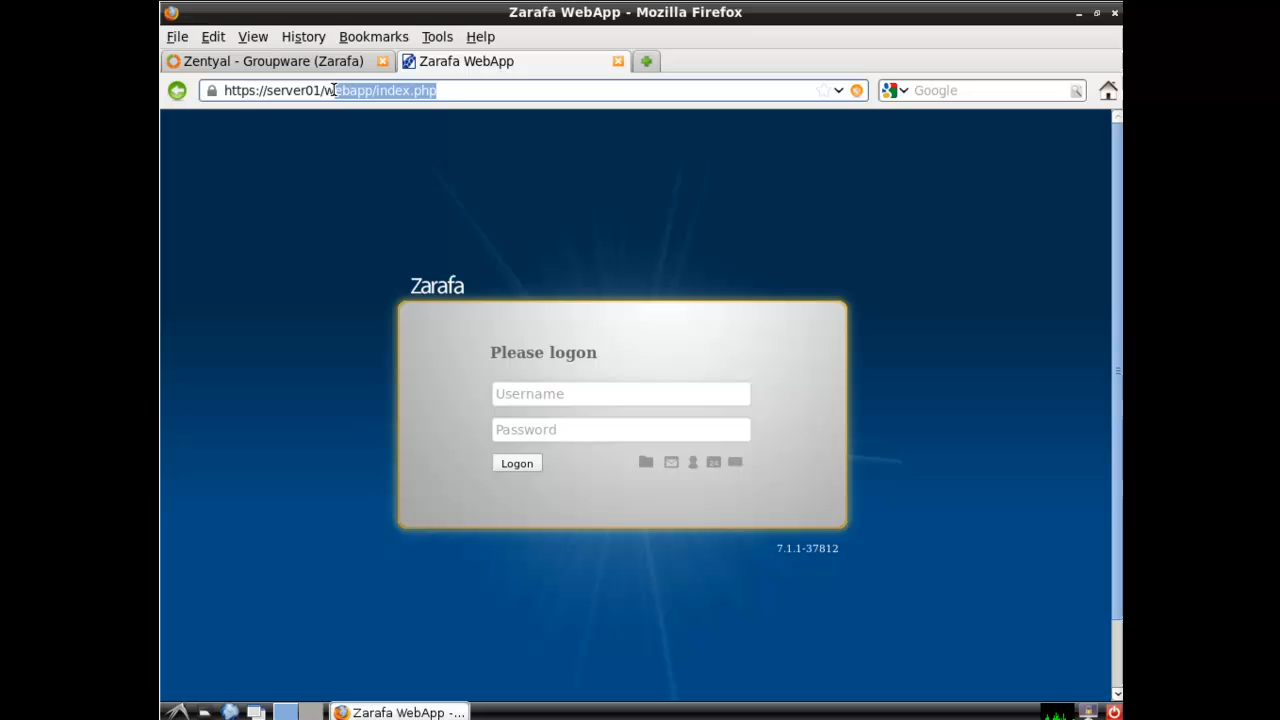 Zarafa WebApp - Mozilla Firefox
File Edit View History Bookmarks Tools Help
Zentyal - Groupware (Zarafa) Zarafa WebApp
https://server01/webapp/index.php Google
Zarafa
Please logon
Username
Password
Logon 24
7.1.1-37812
Zarafa WebApp -...